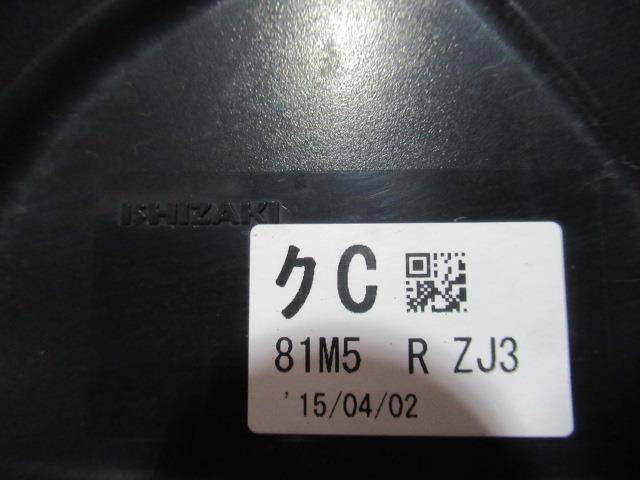 ISHIZAKI
クC
81M5 R ZJ3
'15/04/02